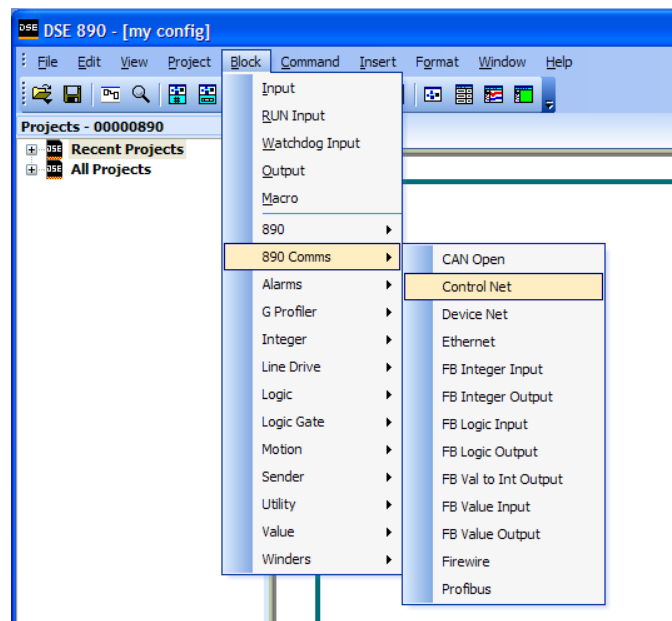 DSE DSE 890 - [my config]
File Edit View Project Block Command Insert Format Window Help
Projects - 00000890
DSE Recent Projects
DSE All Projects
Input
RUN Input
Watchdog Input
Output
Macro
890
890 Comms
Alarms
G Profiler
Integer
Line Drive
Logic
Logic Gate
Motion
Sender
Utility
Value
Winders
CAN Open
Control Net
Device Net
Ethernet
FB Integer Input
FB Integer Output
FB Logic Input
FB Logic Output
FB Val to Int Output
FB Value Input
FB Value Output
Firewire
Profibus